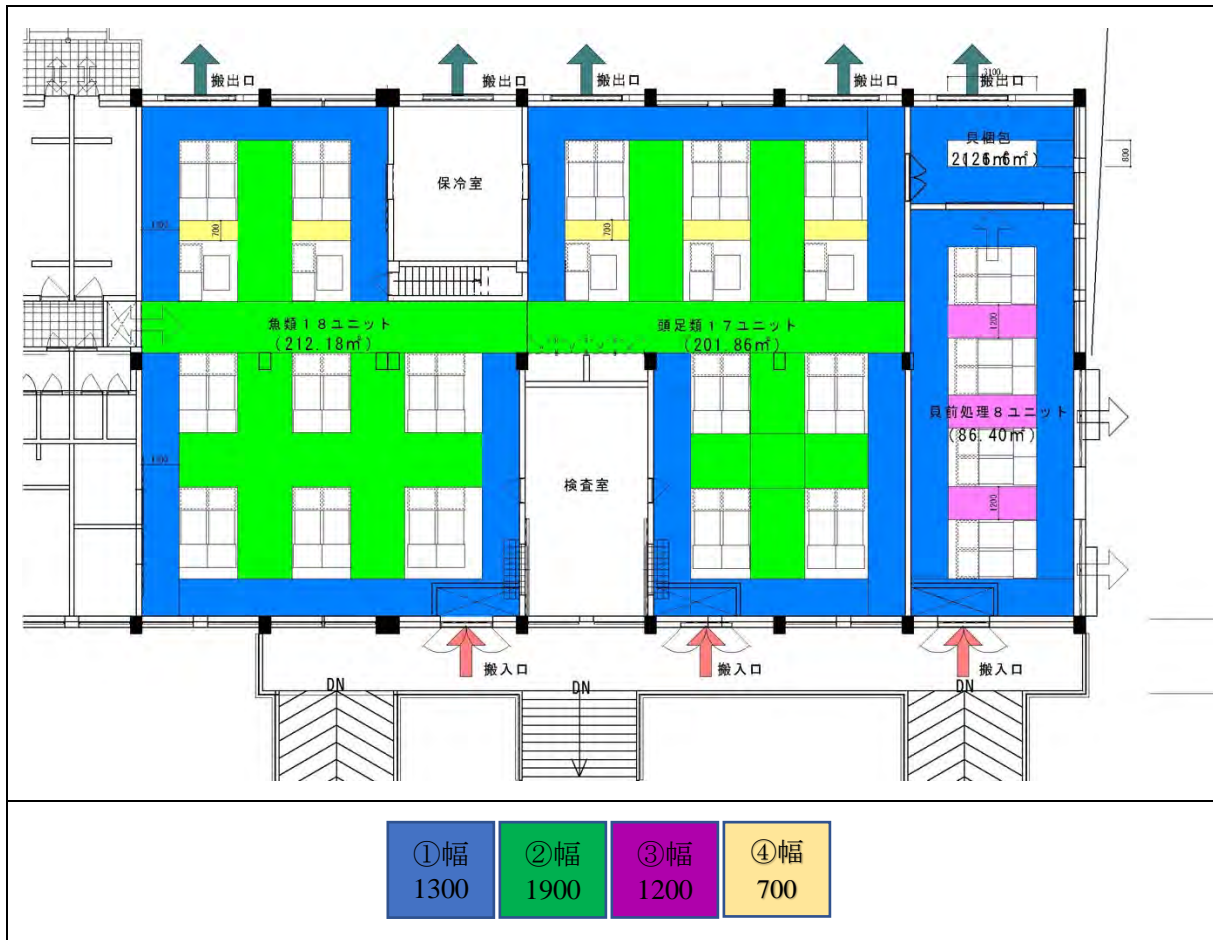 搬出口
搬出口
搬出口
搬出口
3100
搬出口
貝梱包
800
保冷室
1300
700
700
魚類18ユニット
(212.18㎡)
頭足類17ユニット
(201.86㎡)
1200
貝前処理8ユニット
(86.40㎡)
1300
検査室
1200
搬入口
搬入口
搬入口
DN
DN
DN
①幅
1300
②幅
1900
③幅
1200
④幅
700